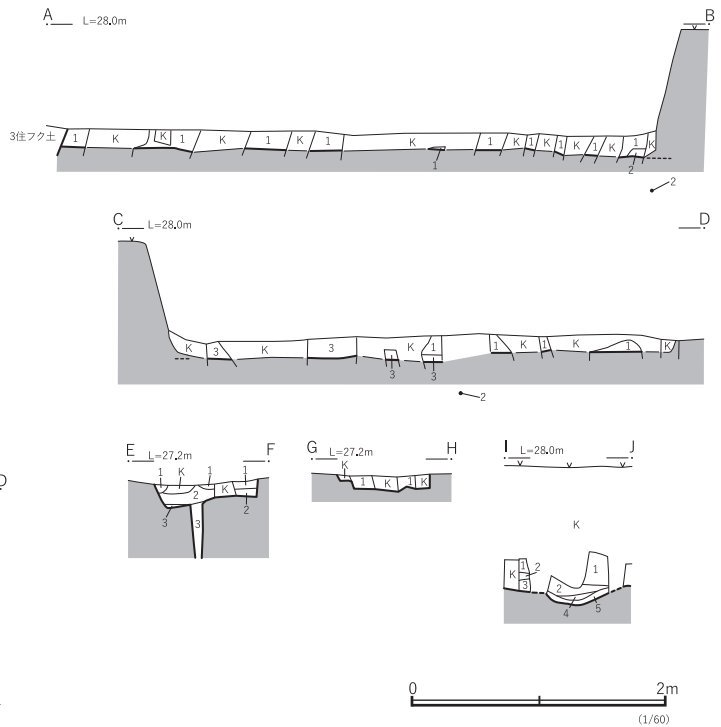 A L=28.0m B
3住フク土 1 K K 1 K 1 K 1 K 1 K 1 K 1 K 1 K 1 K
1 2
2
C L=28.0m D
K 3 K 3 K 1 1 K 1 K 1 K
3 3
2
E L=27.2m F
1 K 1 1
2 K
3 3 2
G L=27.2m H
K
1 K 1 K
I L=28.0m J
K
K 1 2 3 2 1
4 5
0 2m
(1/60)